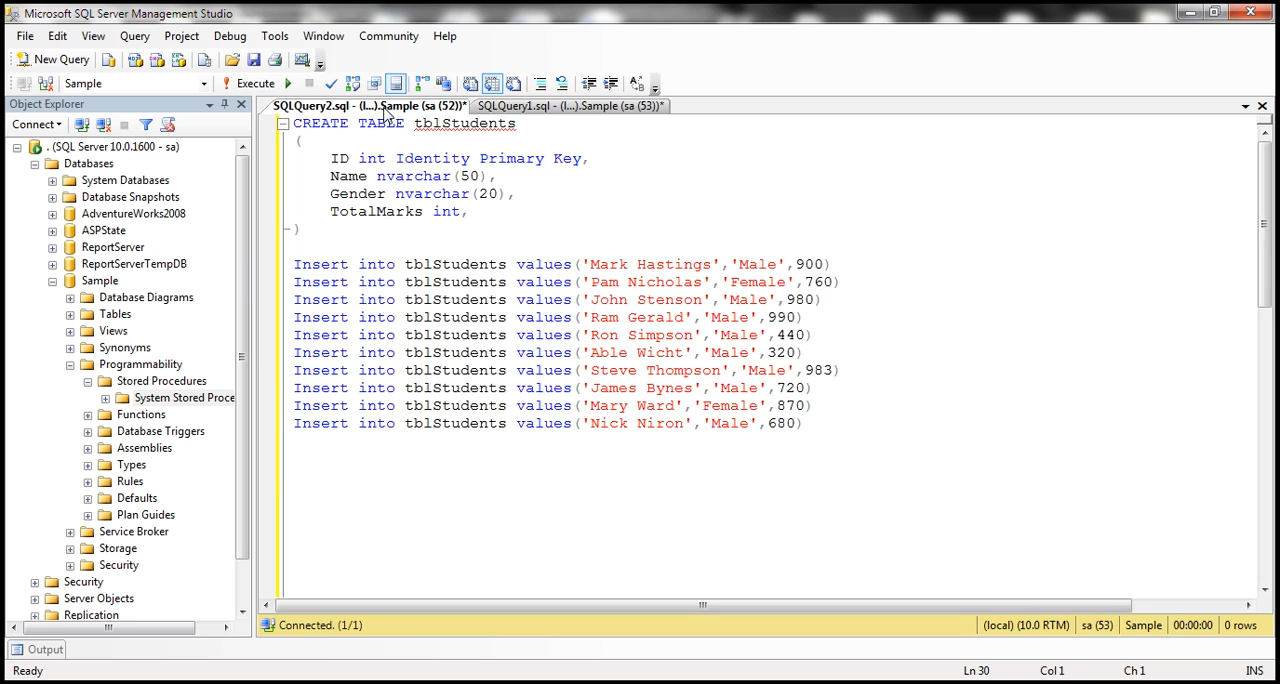 Microsoft SQL Server Management Studio
File Edit View Query Project Debug Tools Window Community Help
New Query
Sample Execute
Object Explorer
SQLQuery2.sql - (l...).Sample (sa (52))* SQLQuery1.sql - (l...).Sample (sa (53))*
Connect
. (SQL Server 10.0.1600 - sa)
Databases
System Databases
Database Snapshots
AdventureWorks2008
ASPState
ReportServer
ReportServerTempDB
Sample
Database Diagrams
Tables
Views
Synonyms
Programmability
Stored Procedures
System Stored Proce
Functions
Database Triggers
Assemblies
Types
Rules
Defaults
Plan Guides
Service Broker
Storage
Security
Security
Server Objects
Replication
CREATE TABLE tblStudents
(
ID int Identity Primary Key,
Name nvarchar(50),
Gender nvarchar(20),
TotalMarks int,
)
Insert into tblStudents values('Mark Hastings','Male',900)
Insert into tblStudents values('Pam Nicholas','Female',760)
Insert into tblStudents values('John Stenson','Male',980)
Insert into tblStudents values('Ram Gerald','Male',990)
Insert into tblStudents values('Ron Simpson','Male',440)
Insert into tblStudents values('Able Wicht','Male',320)
Insert into tblStudents values('Steve Thompson','Male',983)
Insert into tblStudents values('James Bynes','Male',720)
Insert into tblStudents values('Mary Ward','Female',870)
Insert into tblStudents values('Nick Niron','Male',680)
Connected. (1/1) (local) (10.0 RTM) sa (53) Sample 00:00:00 0 rows
Output
Ready Ln 30 Col 1 Ch 1 INS